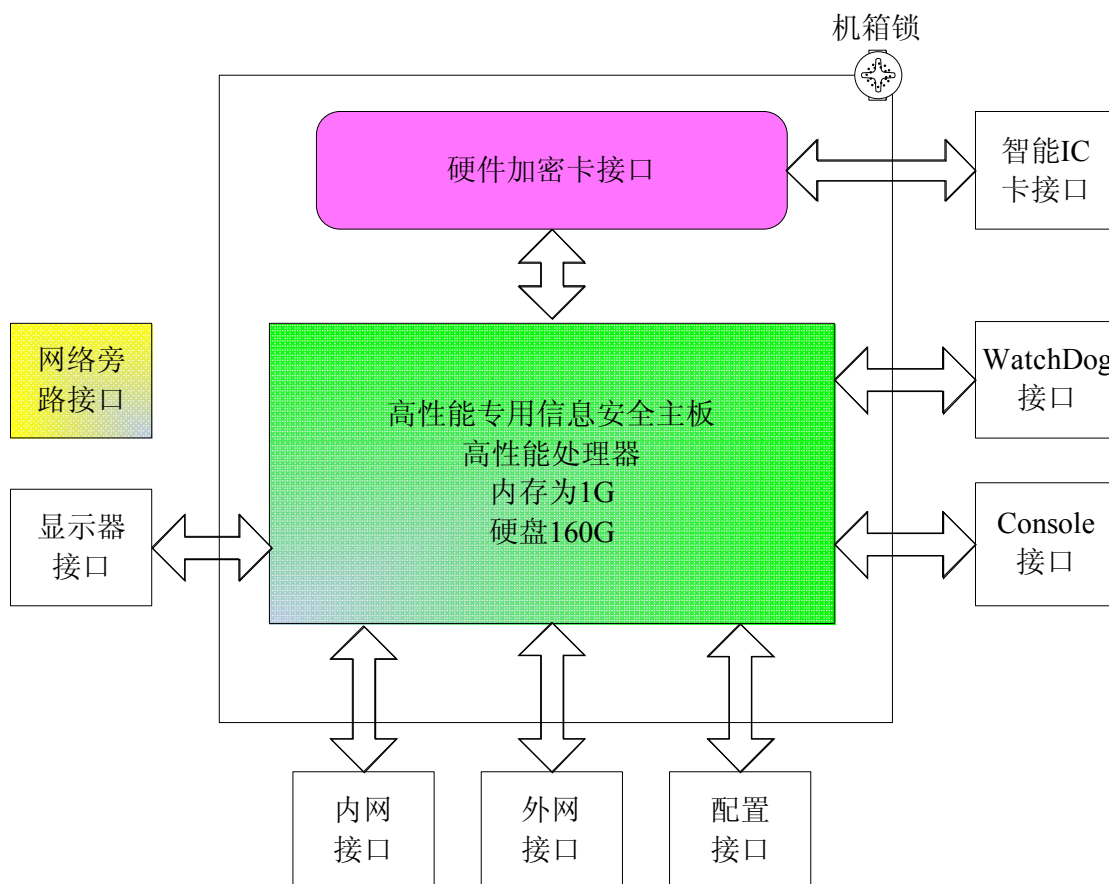 机箱锁
硬件加密卡接口
智能IC
卡接口
网络旁
路接口
WatchDog
接口
高性能专用信息安全主板
高性能处理器
内存为1G
硬盘160G
显示器
接口
Console
接口
内网
接口
外网
接口
配置
接口